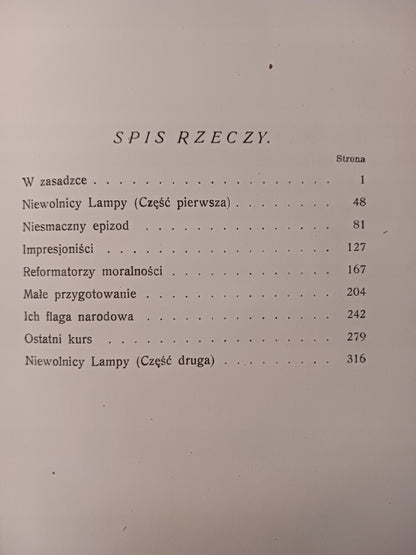 SPIS RZECZY.
Strona
W zasadzce . . . . . . . . . . . . . . . . . . 1
Niewolnicy Lampy (Część pierwsza) . . . . . . . . 48
Niesmaczny epizod . . . . . . . . . . . . . . 81
Impresjoniści . . . . . . . . . . . . . . . . . 127
Reformatorzy moralności . . . . . . . . . . . . 167
Małe przygotowanie . . . . . . . . . . . . . . 204
Ich flaga narodowa . . . . . . . . . . . . . . 242
Ostatni kurs . . . . . . . . . . . . . . . . . 279
Niewolnicy Lampy (Część druga) . . . . . . . . . 316